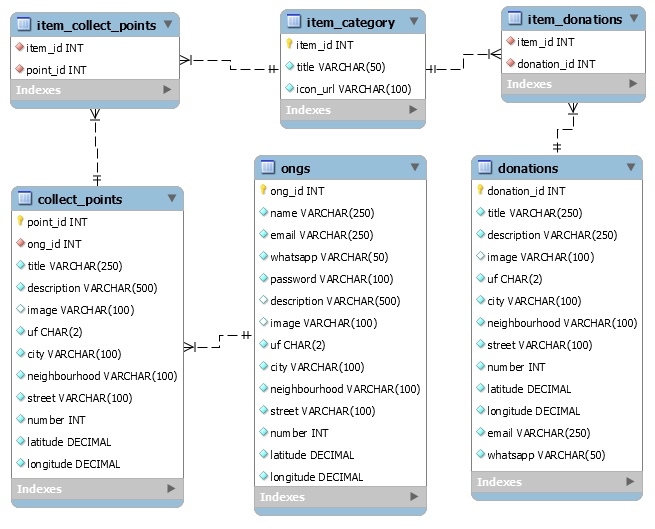 item_collect_points
item_id INT
point_id INT
Indexes
item_category
item_id INT
title VARCHAR(50)
icon_url VARCHAR(100)
Indexes
item_donations
item_id INT
donation_id INT
Indexes
collect_points
point_id INT
ong_id INT
title VARCHAR(250)
description VARCHAR(500)
image VARCHAR(100)
uf CHAR(2)
city VARCHAR(100)
neighbourhood VARCHAR(100)
street VARCHAR(100)
number INT
latitude DECIMAL
longitude DECIMAL
Indexes
ongs
ong_id INT
name VARCHAR(250)
email VARCHAR(250)
whatsapp VARCHAR(50)
password VARCHAR(100)
description VARCHAR(500)
image VARCHAR(100)
uf CHAR(2)
city VARCHAR(100)
neighbourhood VARCHAR(100)
street VARCHAR(100)
number INT
latitude DECIMAL
longitude DECIMAL
Indexes
donations
donation_id INT
title VARCHAR(250)
description VARCHAR(250)
image VARCHAR(100)
uf CHAR(2)
city VARCHAR(100)
neighbourhood VARCHAR(100)
street VARCHAR(100)
number INT
latitude DECIMAL
longitude DECIMAL
email VARCHAR(250)
whatsapp VARCHAR(50)
Indexes